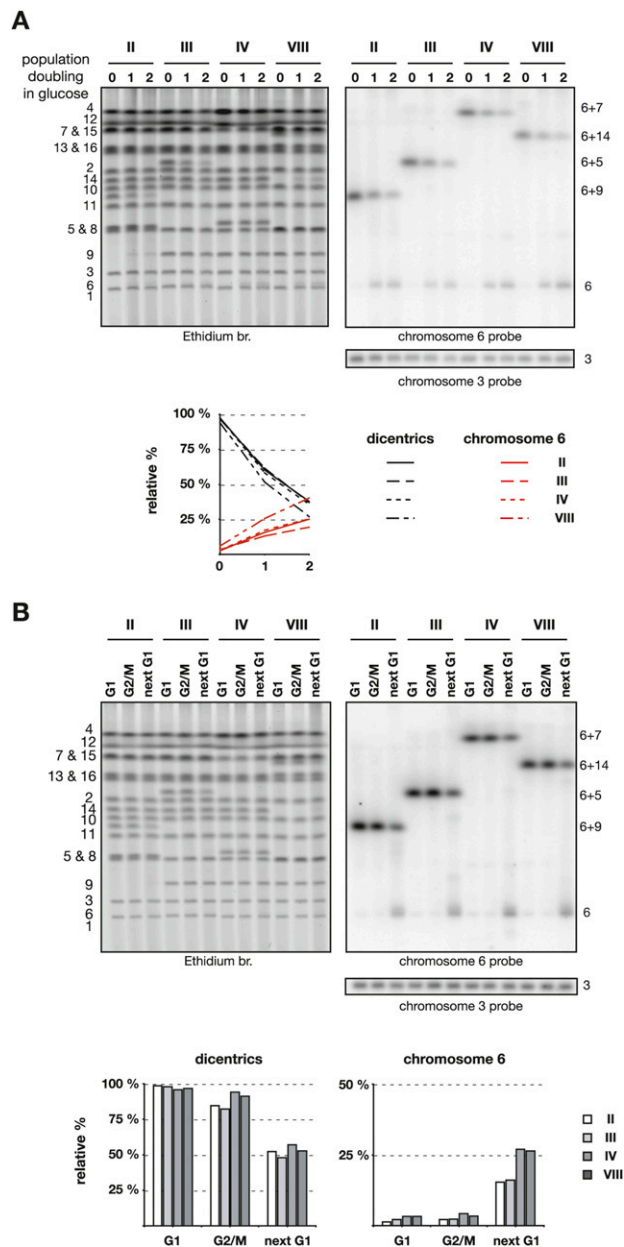 A
II III IV VIII
population doubling in glucose
0 1 2 0 1 2 0 1 2 0 1 2
4
12
7 & 15
13 & 16
2
14
10
11
5 & 8
9
3
6
1
Ethidium br.
II III IV VIII
0 1 2 0 1 2 0 1 2 0 1 2
6+7
6+14
6+5
6+9
6
chromosome 6 probe
3
chromosome 3 probe
relative %
100 %
75 %
50 %
25 %
0 1 2
dicentrics chromosome 6
II
III
IV
VIII
B
II III IV VIII
G1 G2/M next G1 G1 G2/M next G1 G1 G2/M next G1 G1 G2/M next G1
4
12
7 & 15
13 & 16
2
14
10
11
5 & 8
9
3
6
1
Ethidium br.
II III IV VIII
G1 G2/M next G1 G1 G2/M next G1 G1 G2/M next G1 G1 G2/M next G1
6+7
6+14
6+5
6+9
6
chromosome 6 probe
3
chromosome 3 probe
dicentrics
relative %
100 %
75 %
50 %
25 %
G1 G2/M next G1
chromosome 6
50 %
25 %
G1 G2/M next G1
II
III
IV
VIII